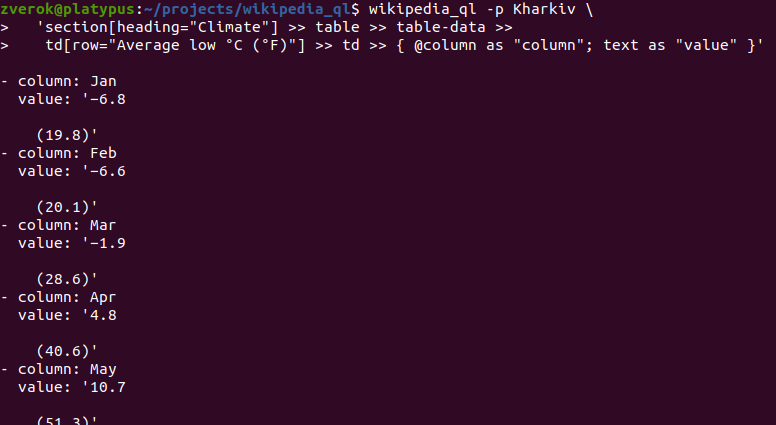 zverok@platypus:~/projects/wikipedia_ql$ wikipedia_ql -p Kharkiv \
>   'section[heading="Climate"] >> table >> table-data >>
>    td[row="Average low °C (°F)"] >> td >> { @column as "column"; text as "value" }'
- column: Jan
  value: '−6.8
    (19.8)'
- column: Feb
  value: '−6.6
    (20.1)'
- column: Mar
  value: '−1.9
    (28.6)'
- column: Apr
  value: '4.8
    (40.6)'
- column: May
  value: '10.7
    (51.3)'